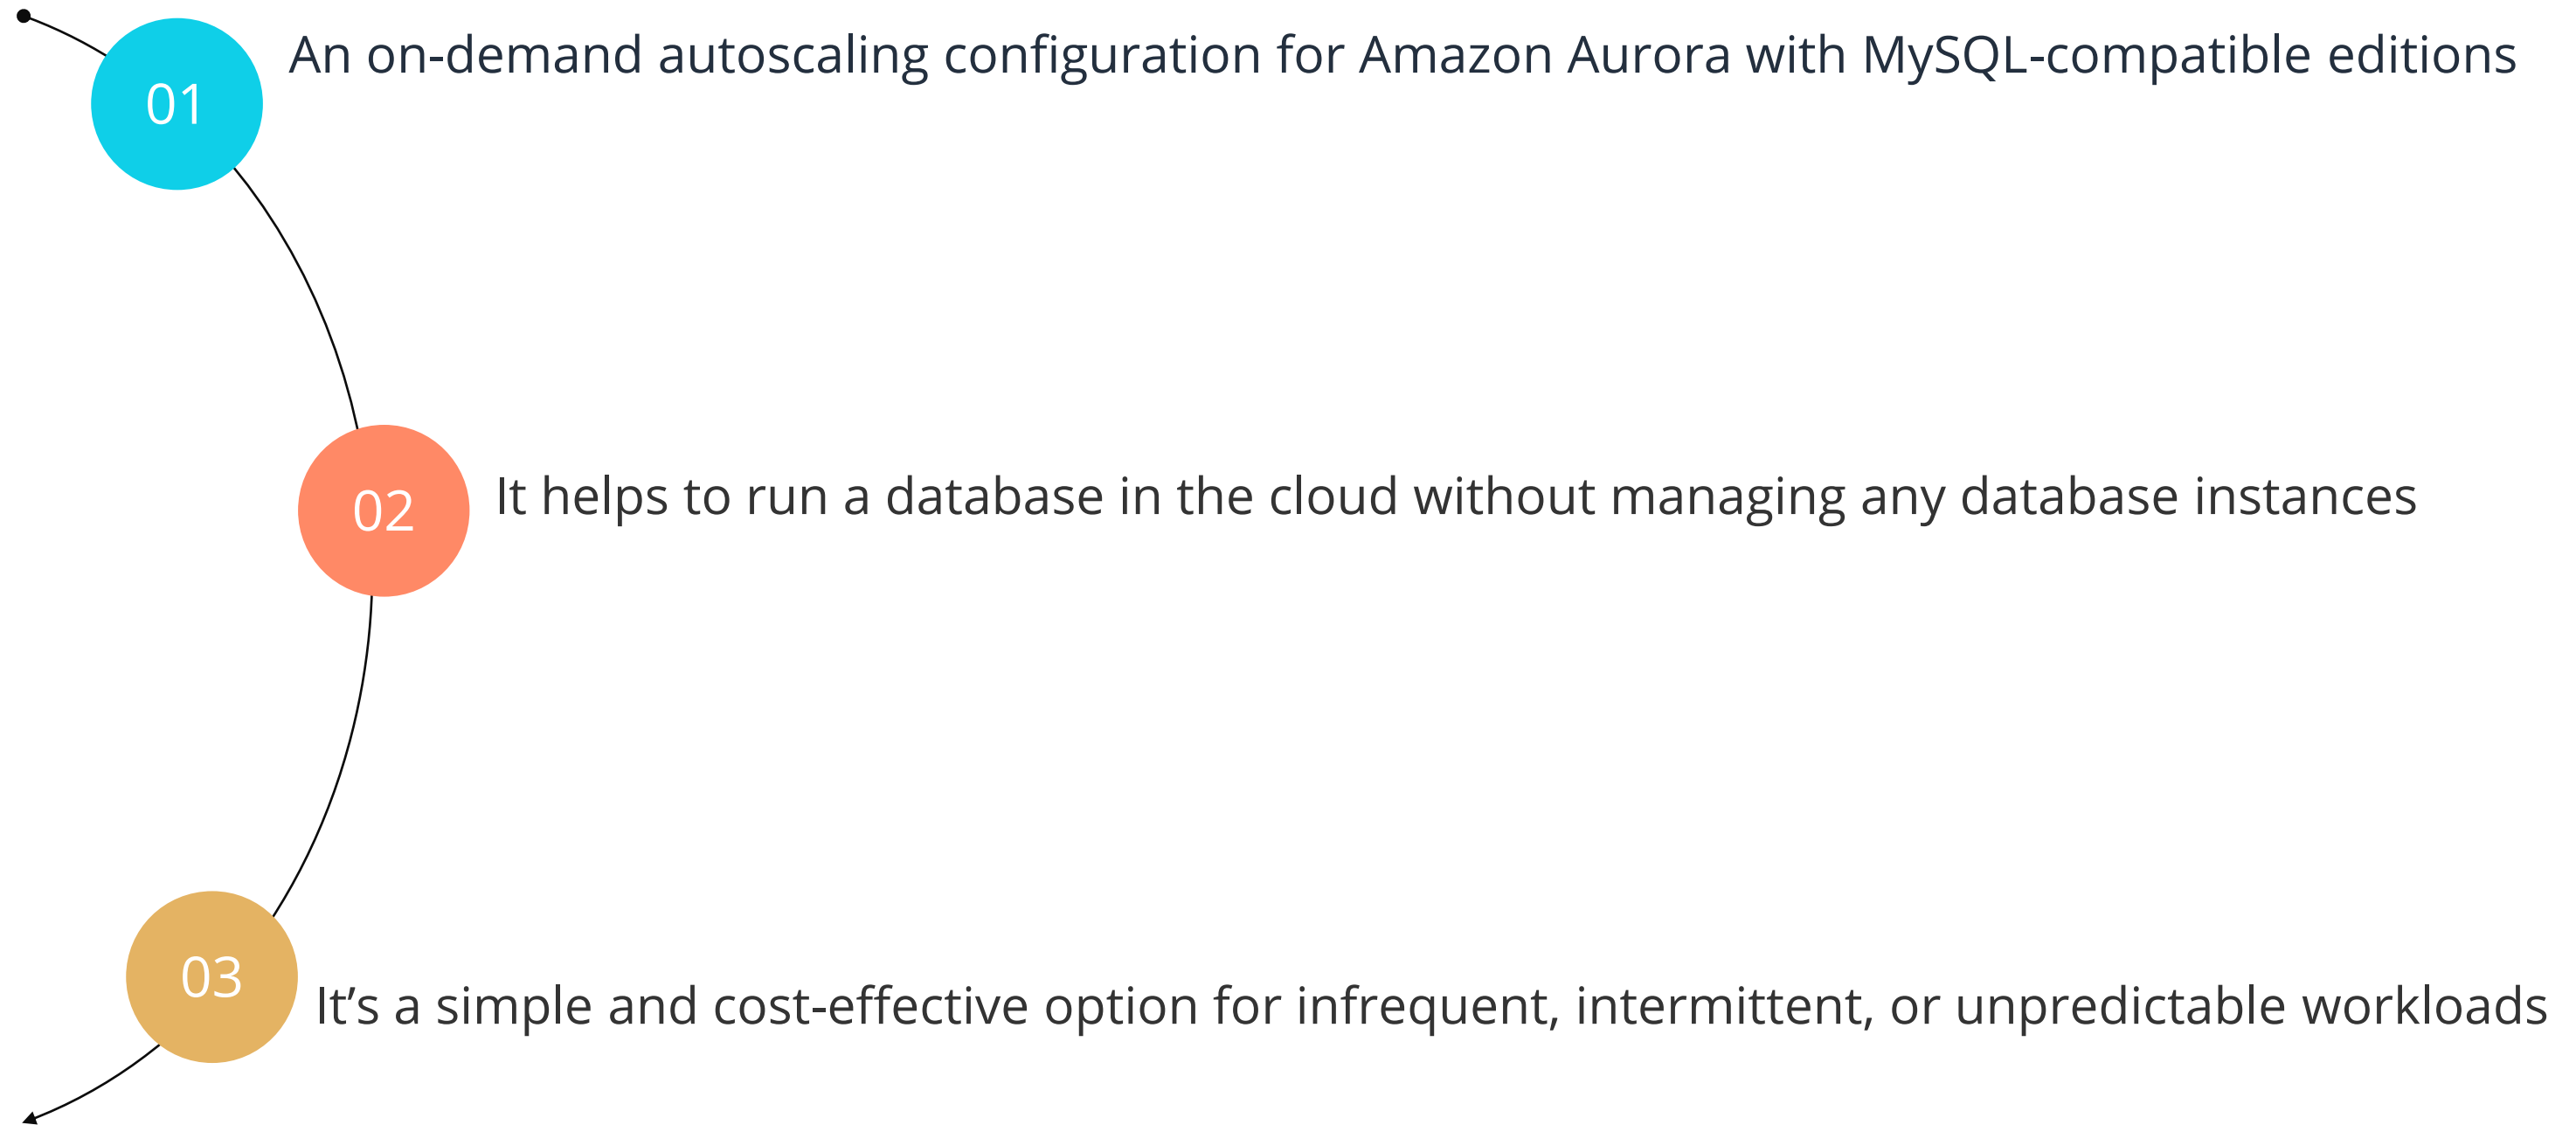 01
An on-demand autoscaling configuration for Amazon Aurora with MySQL-compatible editions
02
It helps to run a database in the cloud without managing any database instances
03
It’s a simple and cost-effective option for infrequent, intermittent, or unpredictable workloads